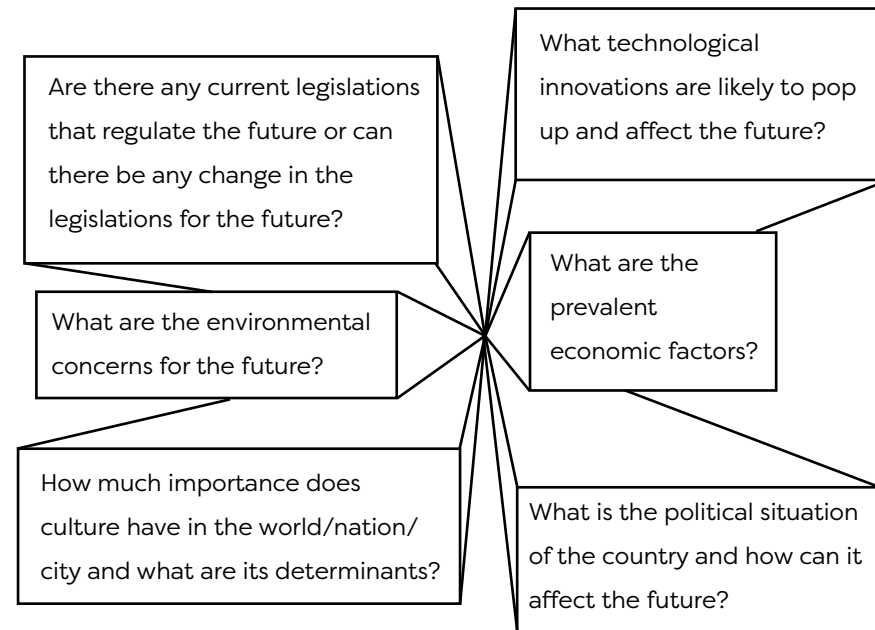 Are there any current legislations
that regulate the future or can
there be any change in the
legislations for the future?
What are the environmental
concerns for the future?
How much importance does
culture have in the world/nation/
city and what are its determinants?
What technological
innovations are likely to pop
up and affect the future?
What are the
prevalent
economic factors?
What is the political situation
of the country and how can it
affect the future?